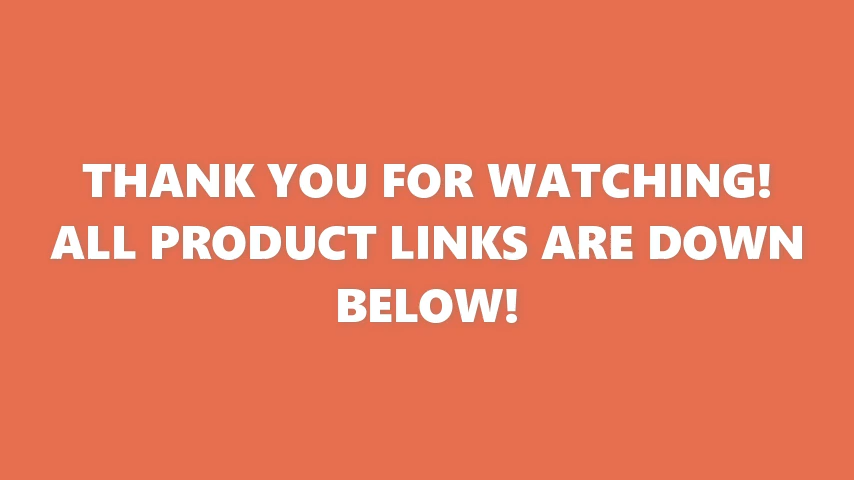 THANK YOU FOR WATCHING!
ALL PRODUCT LINKS ARE DOWN
BELOW!